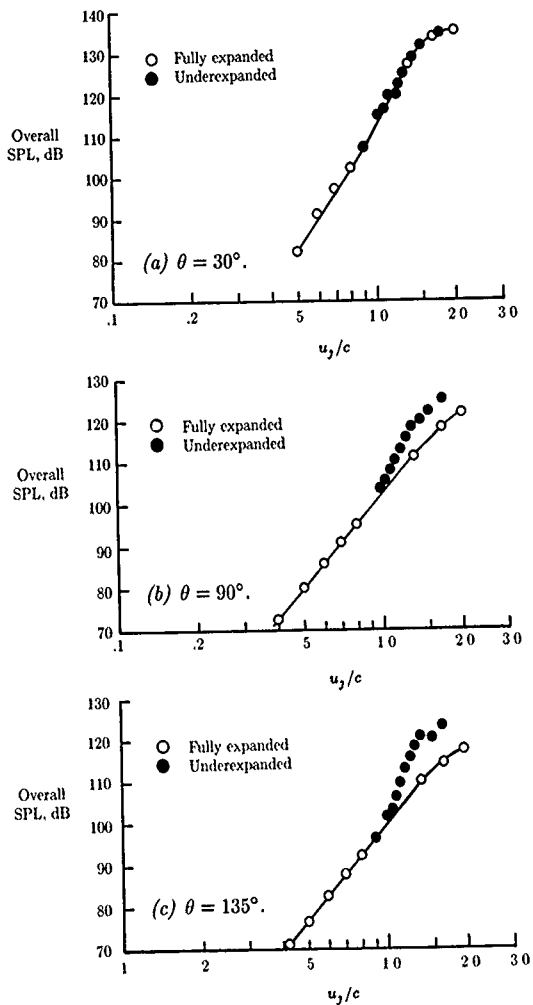 140
130
120
110
100
90
80
70
Overall
SPL, dB
Fully expanded
Underexpanded
(a) θ = 30°.
.1 .2 5 1 0 2 0 3 0
u_j/c
130
120
110
100
90
80
70
Overall
SPL, dB
Fully expanded
Underexpanded
(b) θ = 90°.
.1 .2 5 1 0 2 0 3 0
u_j/c
130
120
110
100
90
80
70
Overall
SPL, dB
Fully expanded
Underexpanded
(c) θ = 135°.
1 2 5 1 0 2 0 3 0
u_j/c